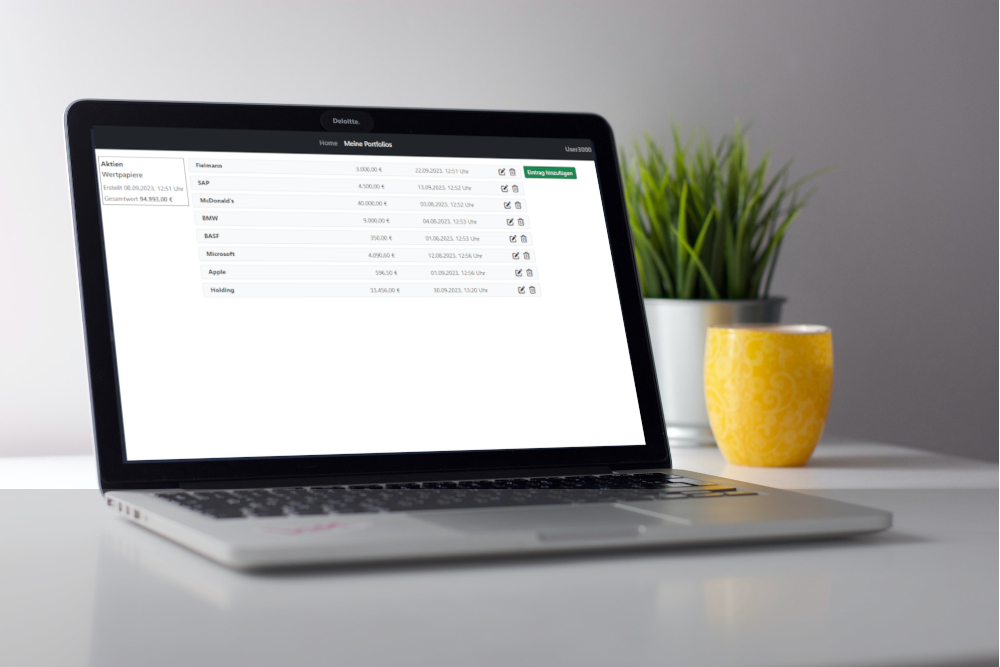 Deloitte.
Home Meine Portfolios User3000
Aktien
Wertpapiere
Erstellt 08.09.2023, 12:51 Uhr
Gesamtwert 94.993,00 €
Fielmann 3.000,00 € 22.09.2023, 12:51 Uhr
SAP 4.500,00 € 13.09.2023, 12:52 Uhr
McDonald's 40.000,00 € 03.08.2023, 12:52 Uhr
BMW 9.000,00 € 04.08.2023, 12:53 Uhr
BASF 350,00 € 01.08.2023, 12:53 Uhr
Microsoft 4.090,60 € 12.08.2023, 12:56 Uhr
Apple 596,50 € 01.09.2023, 12:56 Uhr
Holding 33.456,00 € 30.09.2023, 13:20 Uhr
Eintrag hinzufügen